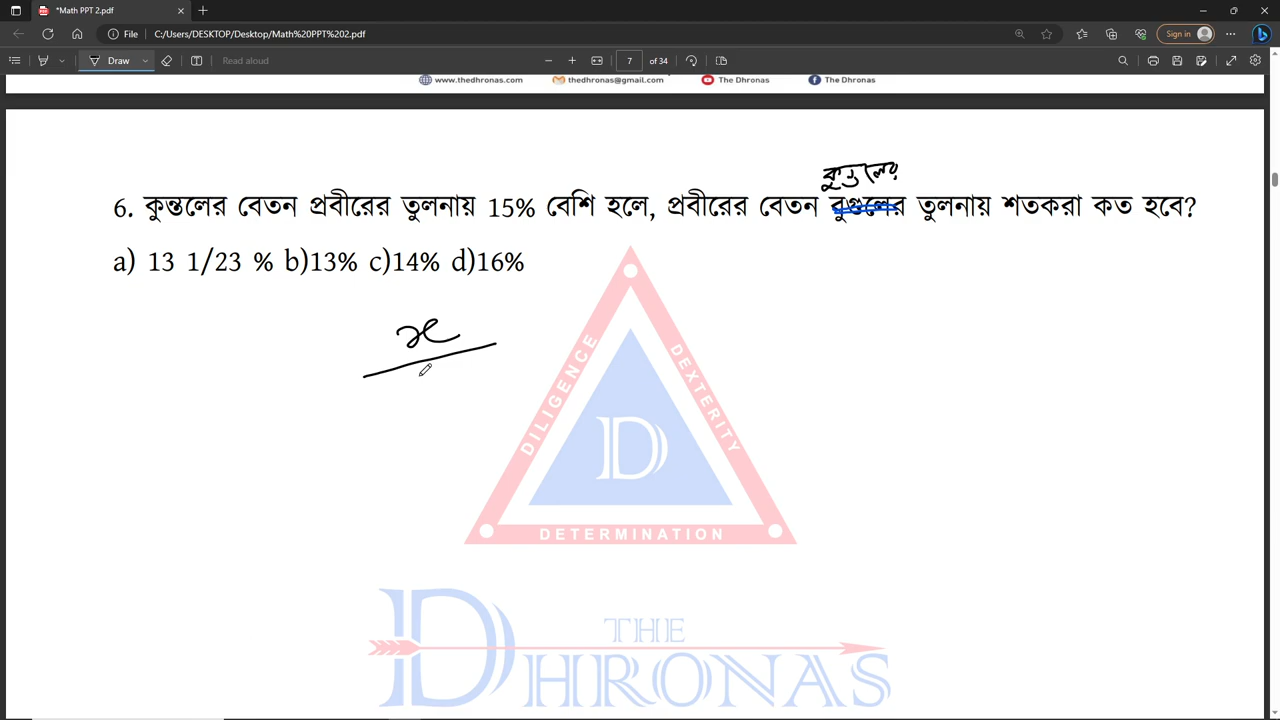 *Math PPT 2.pdf
File C:/Users/DESKTOP/Desktop/Math%20PPT%202.pdf Sign in
Draw Read aloud 7 of 34
www.thedhronas.com thedhronas@gmail.com The Dhronas The Dhronas
কুন্তলের
6. কুন্তলের বেতন প্রবীরের তুলনায় 15% বেশি হলে, প্রবীরের বেতন বুগুলের তুলনায় শতকরা কত হবে?
a) 13 1/23 % b)13% c)14% d)16%
x
DILIGENCE
DEXTERITY
D
DETERMINATION
THE
DHRONAS